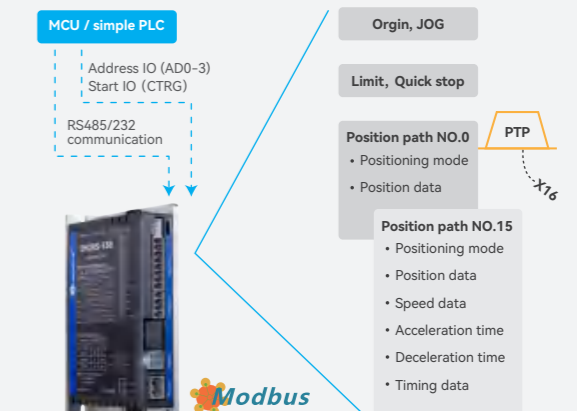 MCU / simple PLC
Address IO (AD0-3)
Start IO (CTRG)
RS485/232
communication
Modbus
Orgin, JOG
Limit, Quick stop
Position path NO.0
• Positioning mode
• Position data
PTP
X16
Position path NO.15
• Positioning mode
• Position data
• Speed data
• Acceleration time
• Deceleration time
• Timing data